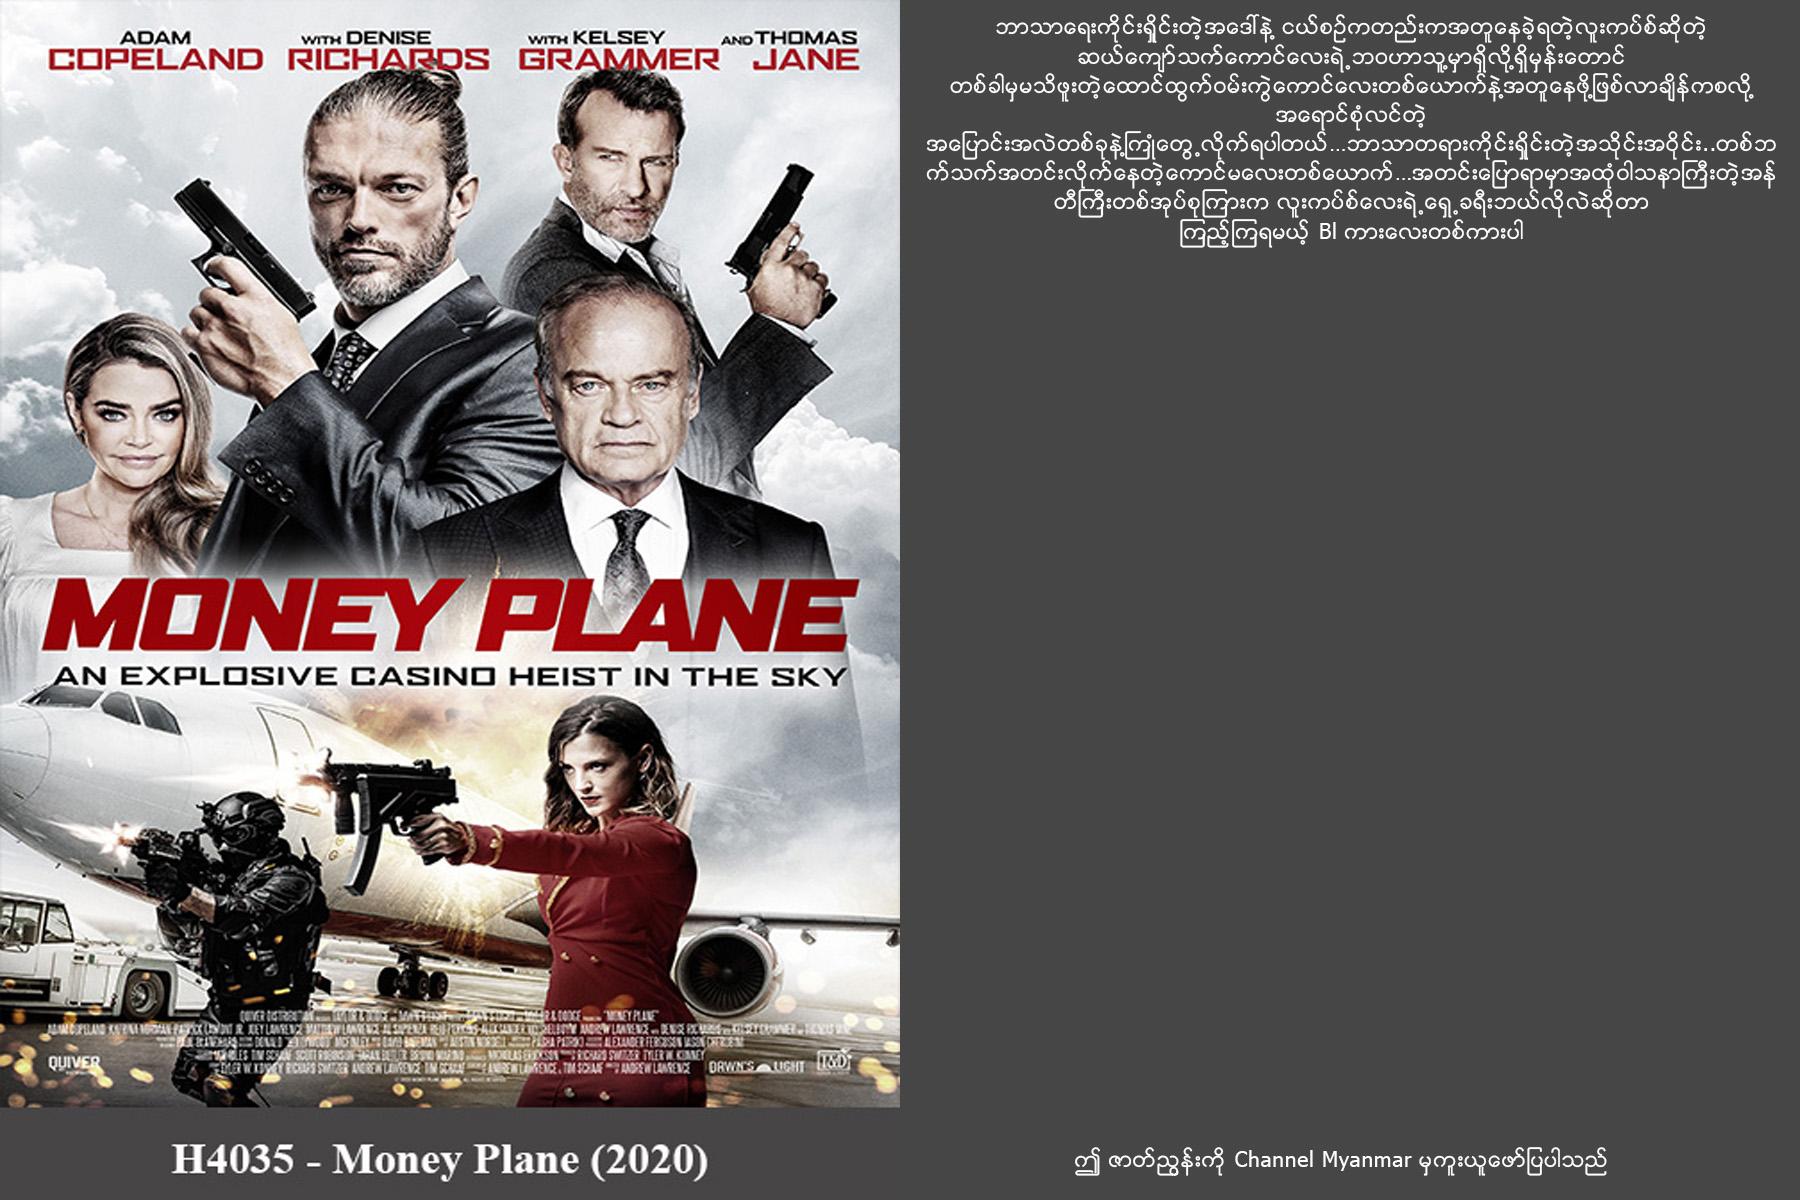 ADAM COPELAND WITH DENISE RICHARDS WITH KELSEY GRAMMER AND THOMAS JANE
MONEY PLANE
AN EXPLOSIVE CASINO HEIST IN THE SKY
QUIVER
DAWN'S LIGHT
T&D
H4035 - Money Plane (2020)
ဘာသာရေးကိုင်းရှိုင်းတဲ့အဒေါ်နဲ့ ငယ်စဉ်ကတည်းကအတူနေခဲ့ရတဲ့လူးကပ်စ်ဆိုတဲ့
ဆယ်ကျော်သက်ကောင်လေးရဲ့ဘဝဟာသူ့မှာရှိလို့ရှိမှန်းတောင်
တစ်ခါမှမသိဖူးတဲ့ထောင်ထွက်ဝမ်းကွဲကောင်လေးတစ်ယောက်နဲ့အတူနေဖို့ဖြစ်လာချိန်ကစလို့
အရောင်စုံလင်တဲ့
အပြောင်းအလဲတစ်ခုနဲ့ကြုံတွေ့လိုက်ရပါတယ်...ဘာသာတရားကိုင်းရှိုင်းတဲ့အသိုင်းအဝိုင်း..တစ်ဘ
က်သက်အတင်းလိုက်နေတဲ့ကောင်မလေးတစ်ယောက်...အတင်းပြောရာမှာအထုံဝါသနာကြီးတဲ့အန်
တီကြီးတစ်အုပ်စုကြားက လူးကပ်စ်လေးရဲ့ရှေ့ခရီးဘယ်လိုလဲဆိုတာ
ကြည့်ကြရမယ့် Bl ကားလေးတစ်ကားပါ
ဤ ဇာတ်ညွန်းကို Channel Myanmar မှကူးယူဖော်ပြပါသည်